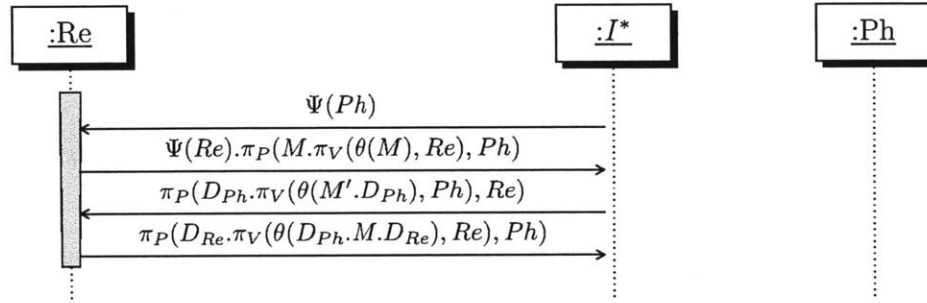 :Re
:I*
:Ph
Ψ(Ph)
Ψ(Re).π_P(M.π_V(θ(M), Re), Ph)
π_P(D_Ph.π_V(θ(M′.D_Ph), Ph), Re)
π_P(D_Re.π_V(θ(D_Ph.M.D_Re), Re), Ph)